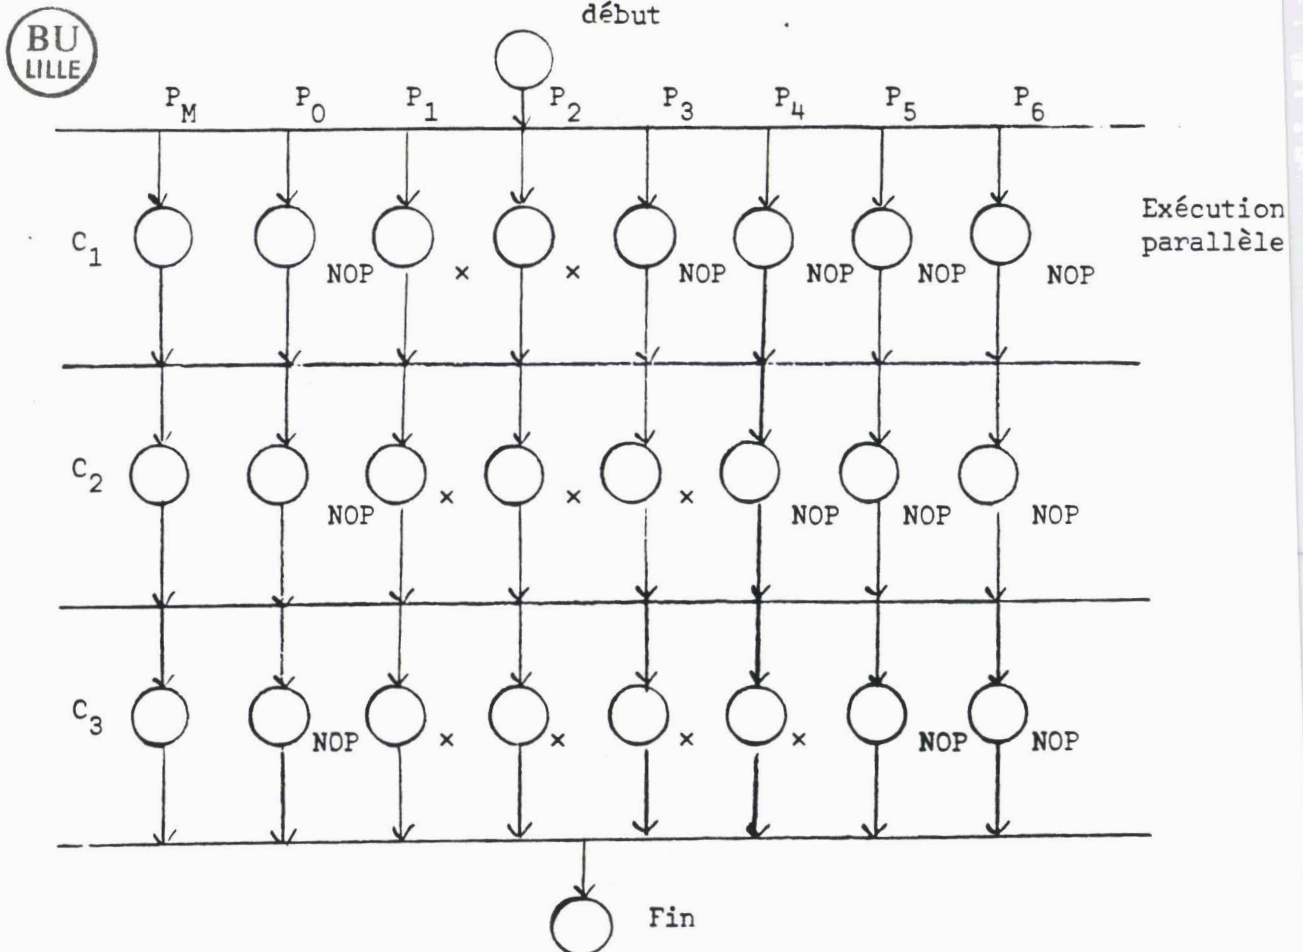 début
BU
LILLE
P_M P_0 P_1 P_2 P_3 P_4 P_5 P_6
Exécution
parallèle
C_1
NOP × × NOP NOP NOP NOP
C_2
NOP × × × NOP NOP NOP
C_3
NOP × × × × NOP NOP
Fin